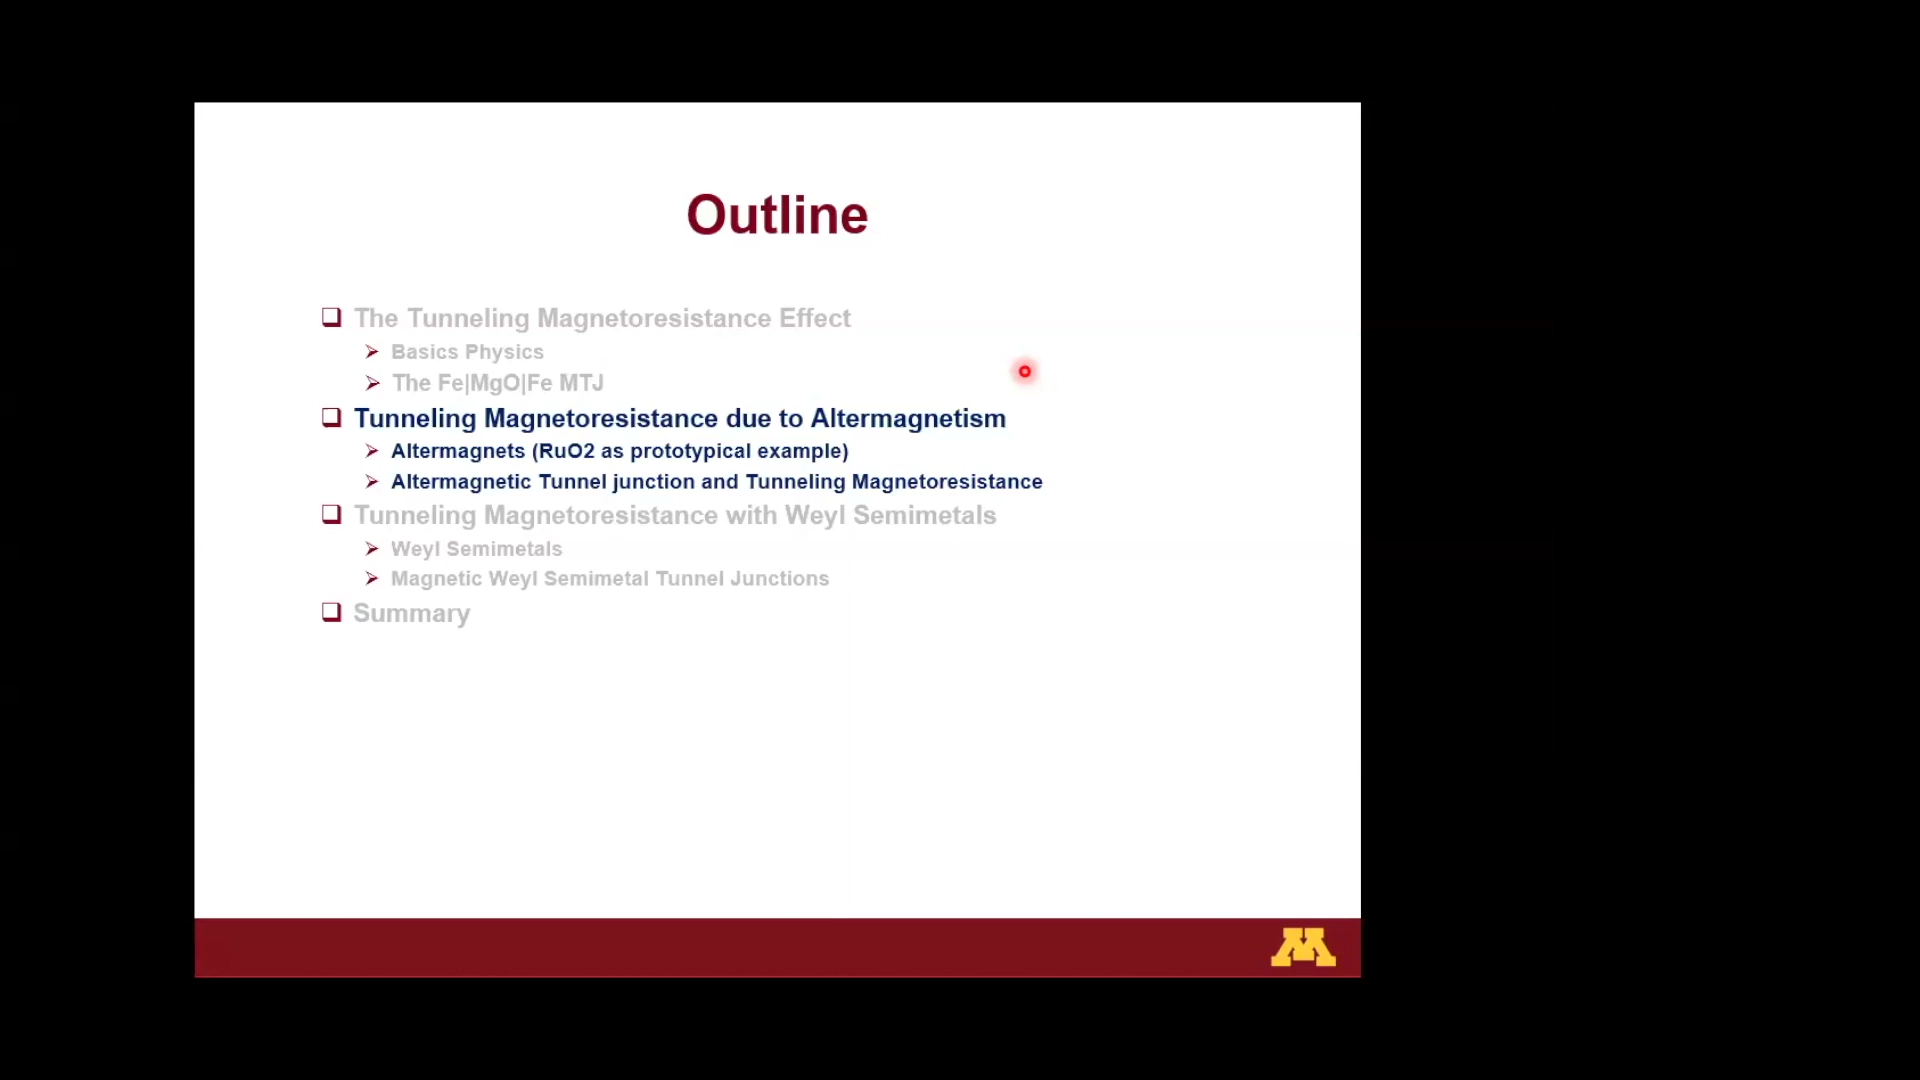 Outline
The Tunneling Magnetoresistance Effect
Basics Physics
The Fe|MgO|Fe MTJ
Tunneling Magnetoresistance due to Altermagnetism
Altermagnets (RuO2 as prototypical example)
Altermagnetic Tunnel junction and Tunneling Magnetoresistance
Tunneling Magnetoresistance with Weyl Semimetals
Weyl Semimetals
Magnetic Weyl Semimetal Tunnel Junctions
Summary
M